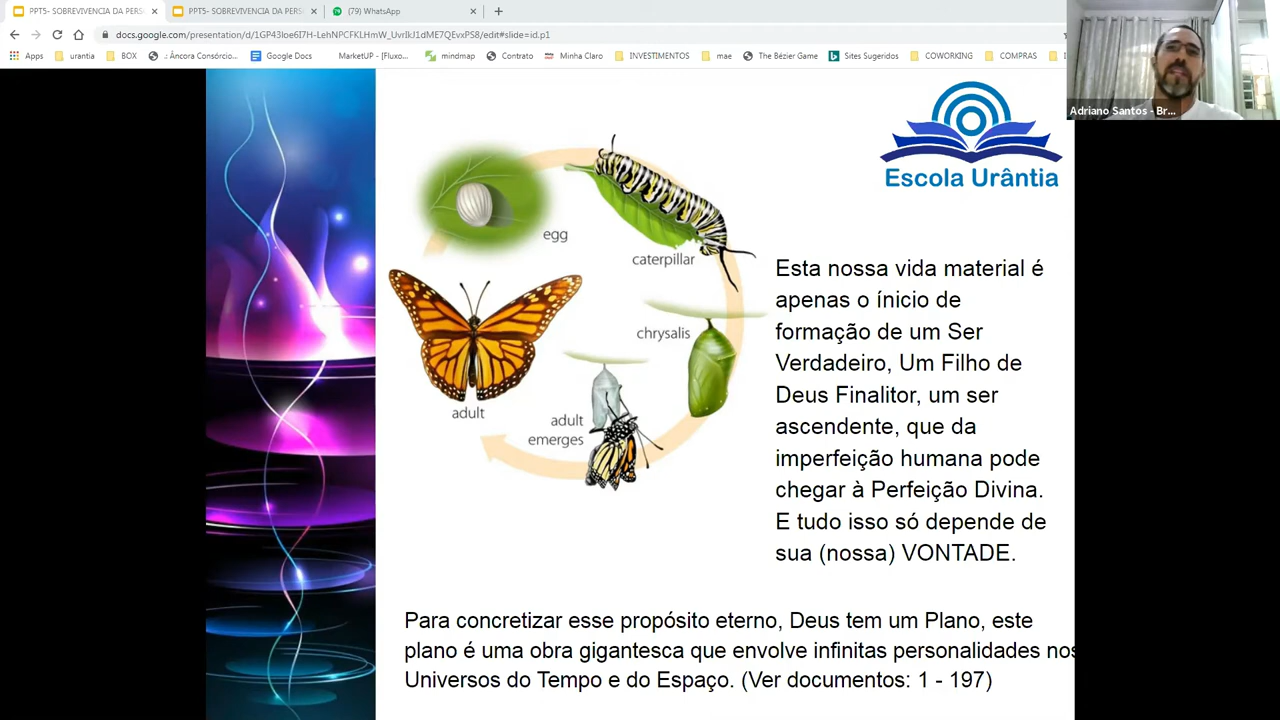 PPT5- SOBREVIVENCIA DA PERS
PPT5- SOBREVIVENCIA DA PERS
(79) WhatsApp
docs.google.com/presentation/d/1GP43loe6I7H-LehNPCFKLHmW_UvrlkJ1dME7QEvxPS8/edit#slide=id.p1
Apps
urantia
BOX
:: Âncora Consórcio...
Google Docs
MarketUP - [Fluxo...
mindmap
Contrato
Minha Claro
INVESTIMENTOS
mae
The Bézier Game
Sites Sugeridos
COWORKING
COMPRAS
Adriano Santos - Br...
Escola Urântia
egg
caterpillar
chrysalis
adult
emerges
adult
Esta nossa vida material é
apenas o ínicio de
formação de um Ser
Verdadeiro, Um Filho de
Deus Finalitor, um ser
ascendente, que da
imperfeição humana pode
chegar à Perfeição Divina.
E tudo isso só depende de
sua (nossa) VONTADE.
Para concretizar esse propósito eterno, Deus tem um Plano, este
plano é uma obra gigantesca que envolve infinitas personalidades nos
Universos do Tempo e do Espaço. (Ver documentos: 1 - 197)